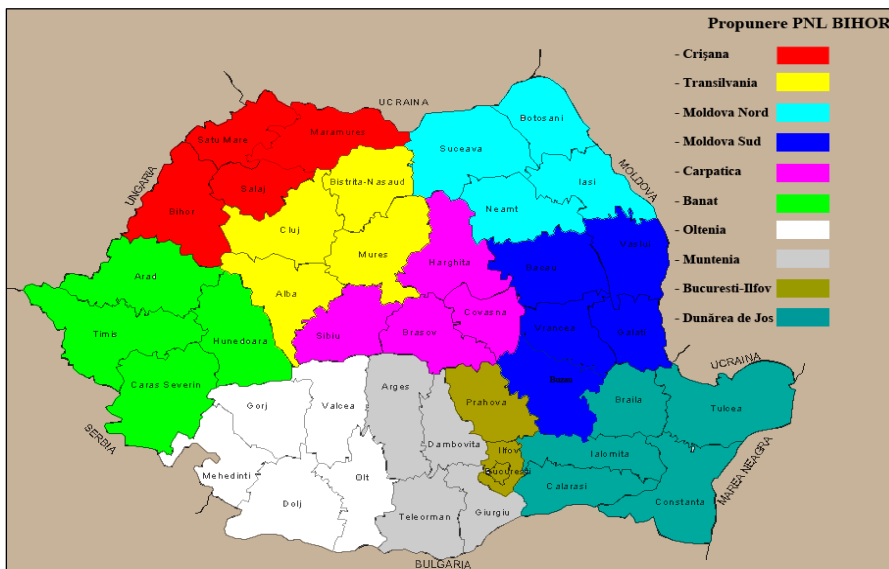 Propunere PNL BIHOR
- Crișana
- Transilvania
- Moldova Nord
- Moldova Sud
- Carpatica
- Banat
- Oltenia
- Muntenia
- Bucuresti-Ilfov
- Dunărea de Jos
UCRAINA
Botosani
Satu Mare
Maramures
Suceava
UNGARIA
MOLDOVA
Iasi
Salaj
Bistrita-Nasaud
Bihor
Neamt
Cluj
Vaslui
Mures
Harghita
Bacau
Arad
Alba
Covasna
Timis
Hunedoara
Sibiu
Brasov
Vrancea
Galati
UCRAINA
Caras Severin
Arges
Buzau
Gorj
Valcea
Prahova
Braila
Tulcea
SERBIA
Dambovita
Ilfov
Ialomita
MAREA NEAGRA
Mehedinti
Olt
Bucuresti
Calarasi
Dolj
Constanta
Teleorman
Giurgiu
BULGARIA